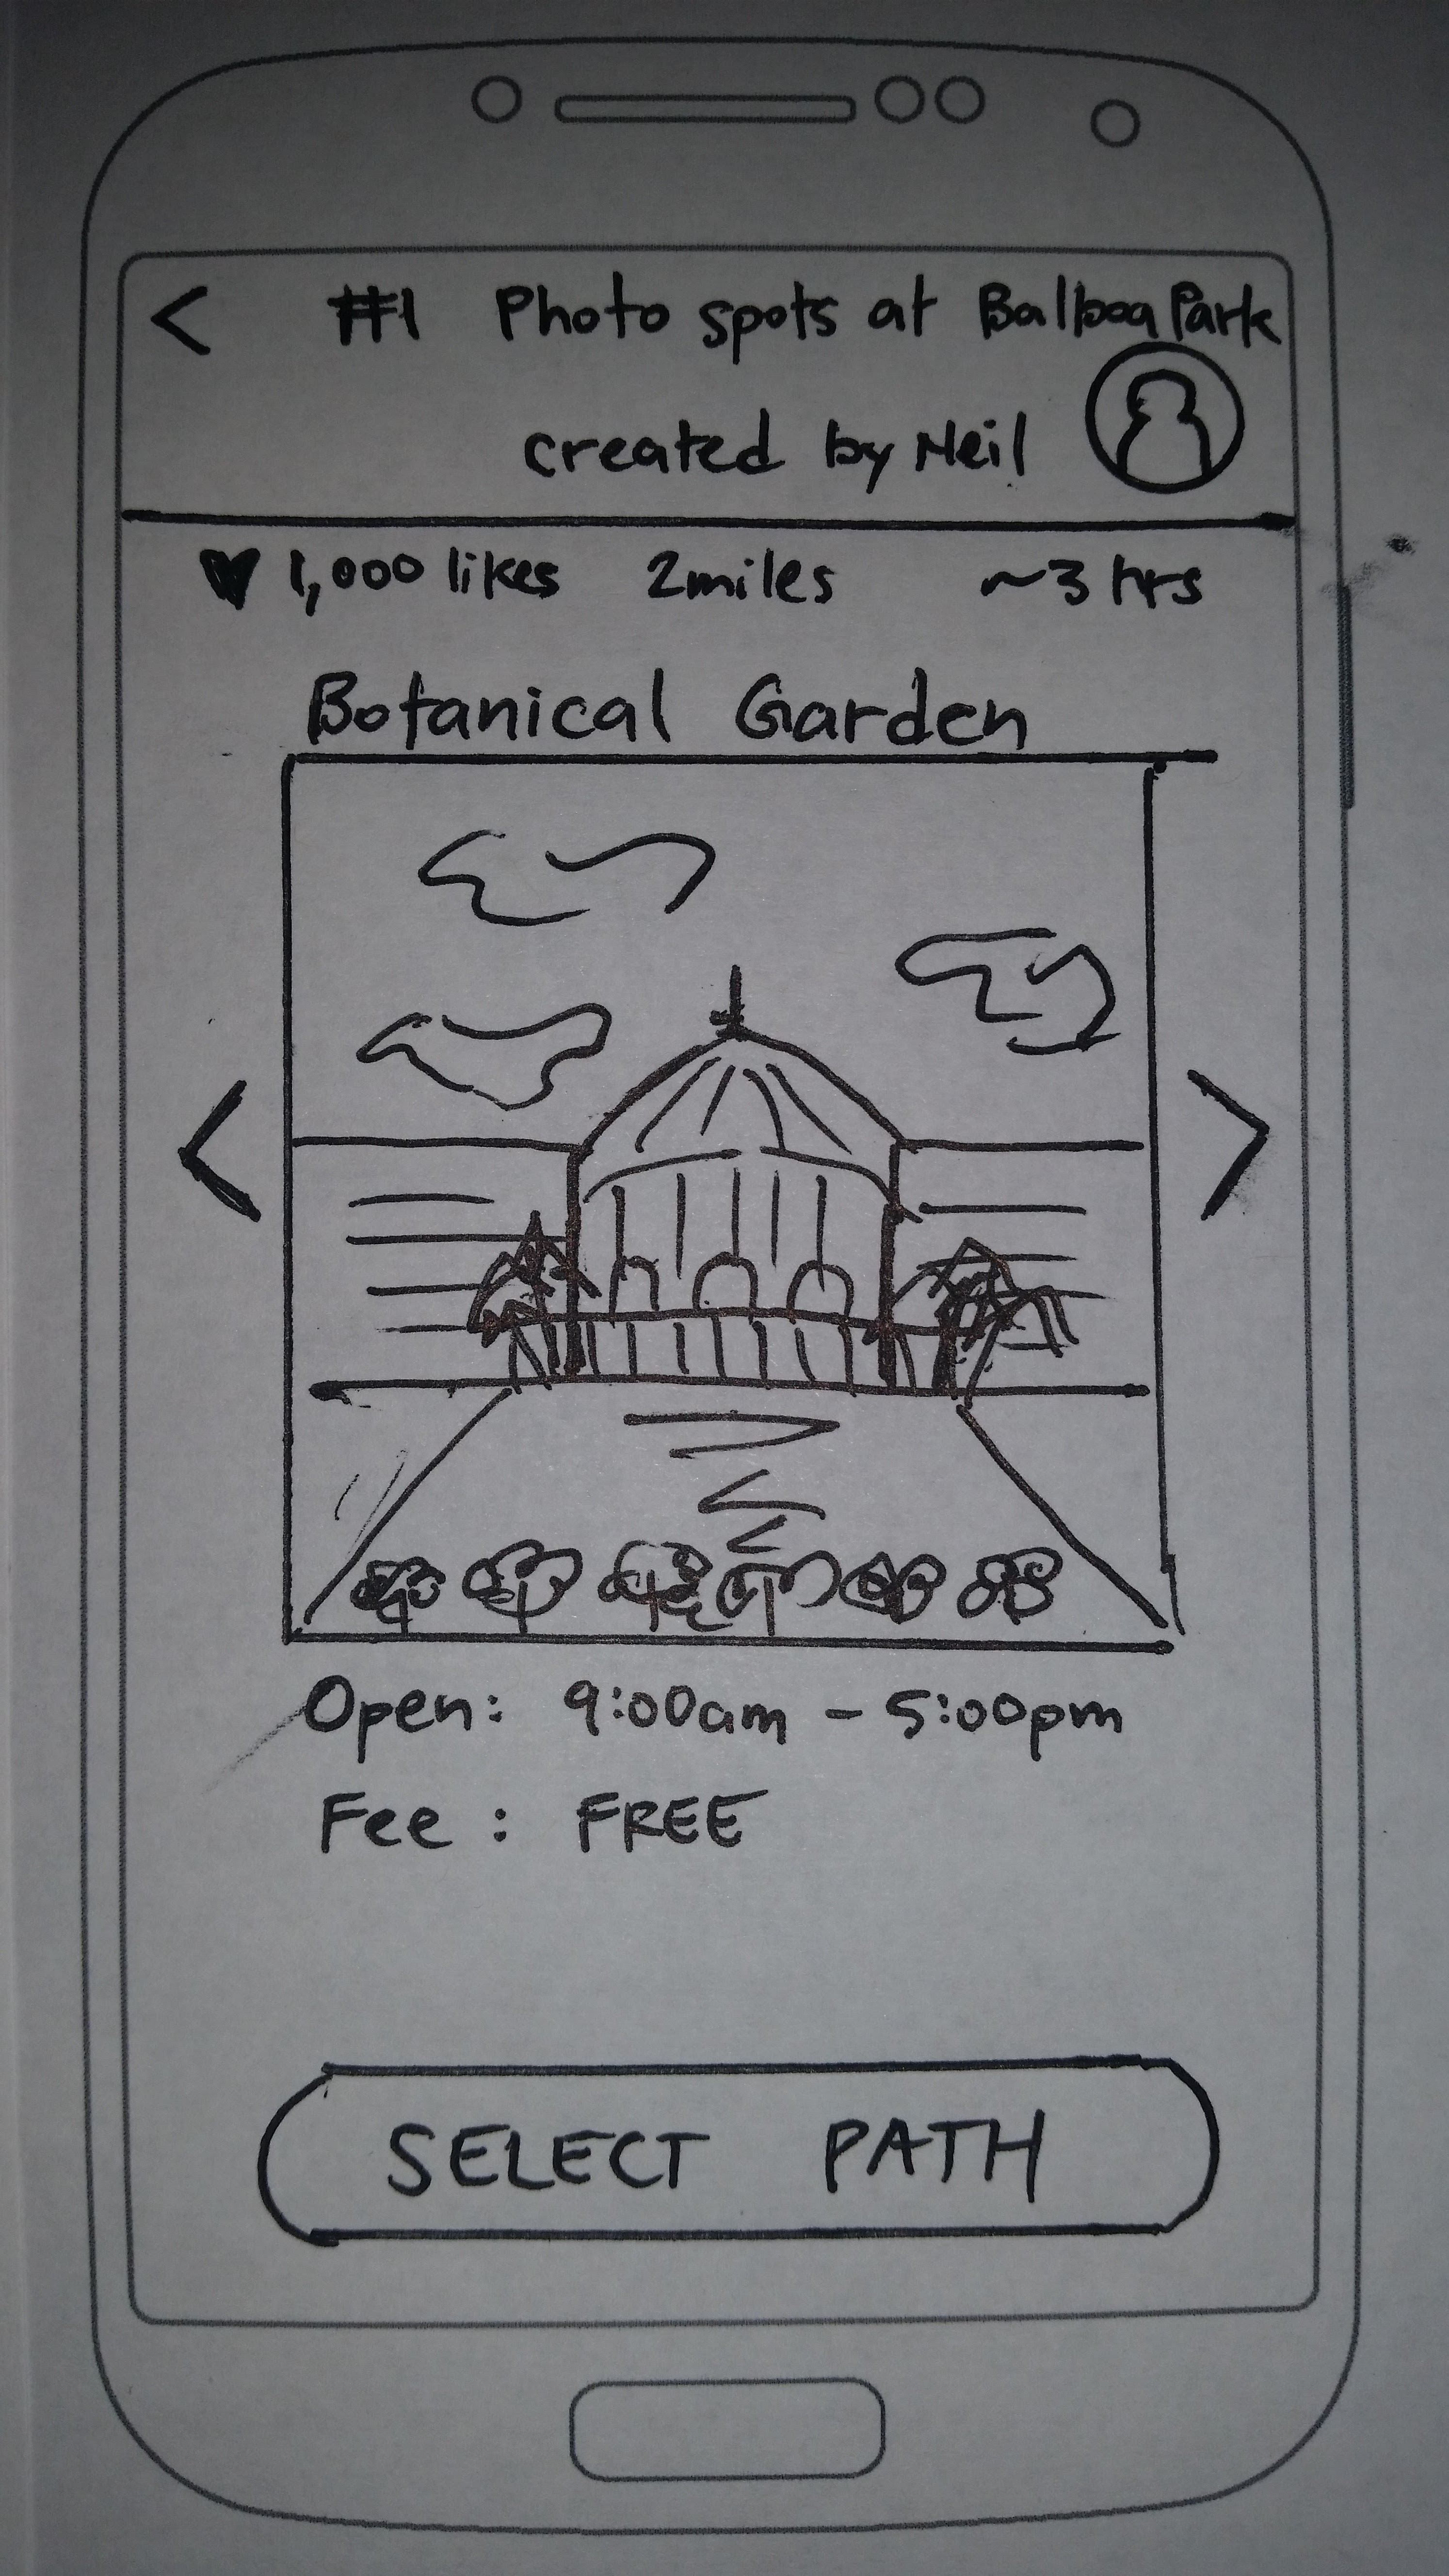 < #1 Photo spots at Balboa Park
created by Neil
♥ 1,000 likes 2miles ~3 hrs
Botanical Garden
< >
Open: 9:00am - 5:00pm
Fee : FREE
SELECT PATH